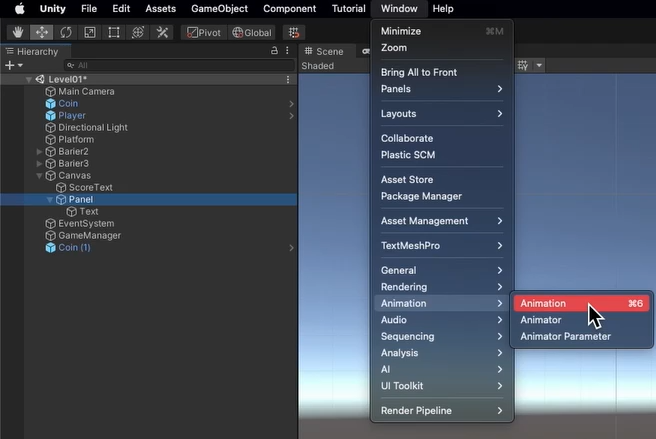 Unity File Edit Assets GameObject Component Tutorial Window Help
Pivot Global
Hierarchy
All
Level01*
Main Camera
Coin
Player
Directional Light
Platform
Barier2
Barier3
Canvas
ScoreText
Panel
Text
EventSystem
GameManager
Coin (1)
Scene
Shaded
Minimize ⌘M
Zoom
Bring All to Front
Panels
Layouts
Collaborate
Plastic SCM
Asset Store
Package Manager
Asset Management
TextMeshPro
General
Rendering
Animation
Audio
Sequencing
Analysis
AI
UI Toolkit
Render Pipeline
Animation ⌘6
Animator
Animator Parameter